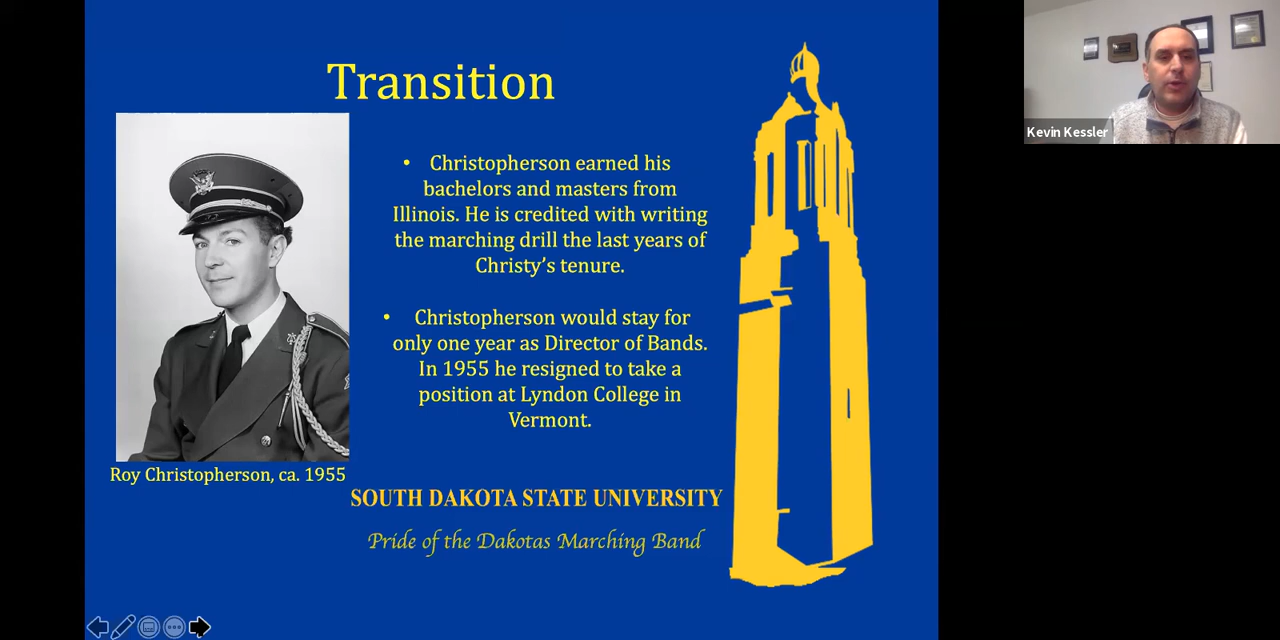 Transition
• Christopherson earned his
bachelors and masters from
Illinois. He is credited with writing
the marching drill the last years of
Christy's tenure.
• Christopherson would stay for
only one year as Director of Bands.
In 1955 he resigned to take a
position at Lyndon College in
Vermont.
Roy Christopherson, ca. 1955
SOUTH DAKOTA STATE UNIVERSITY
Pride of the Dakotas Marching Band
Kevin Kessler